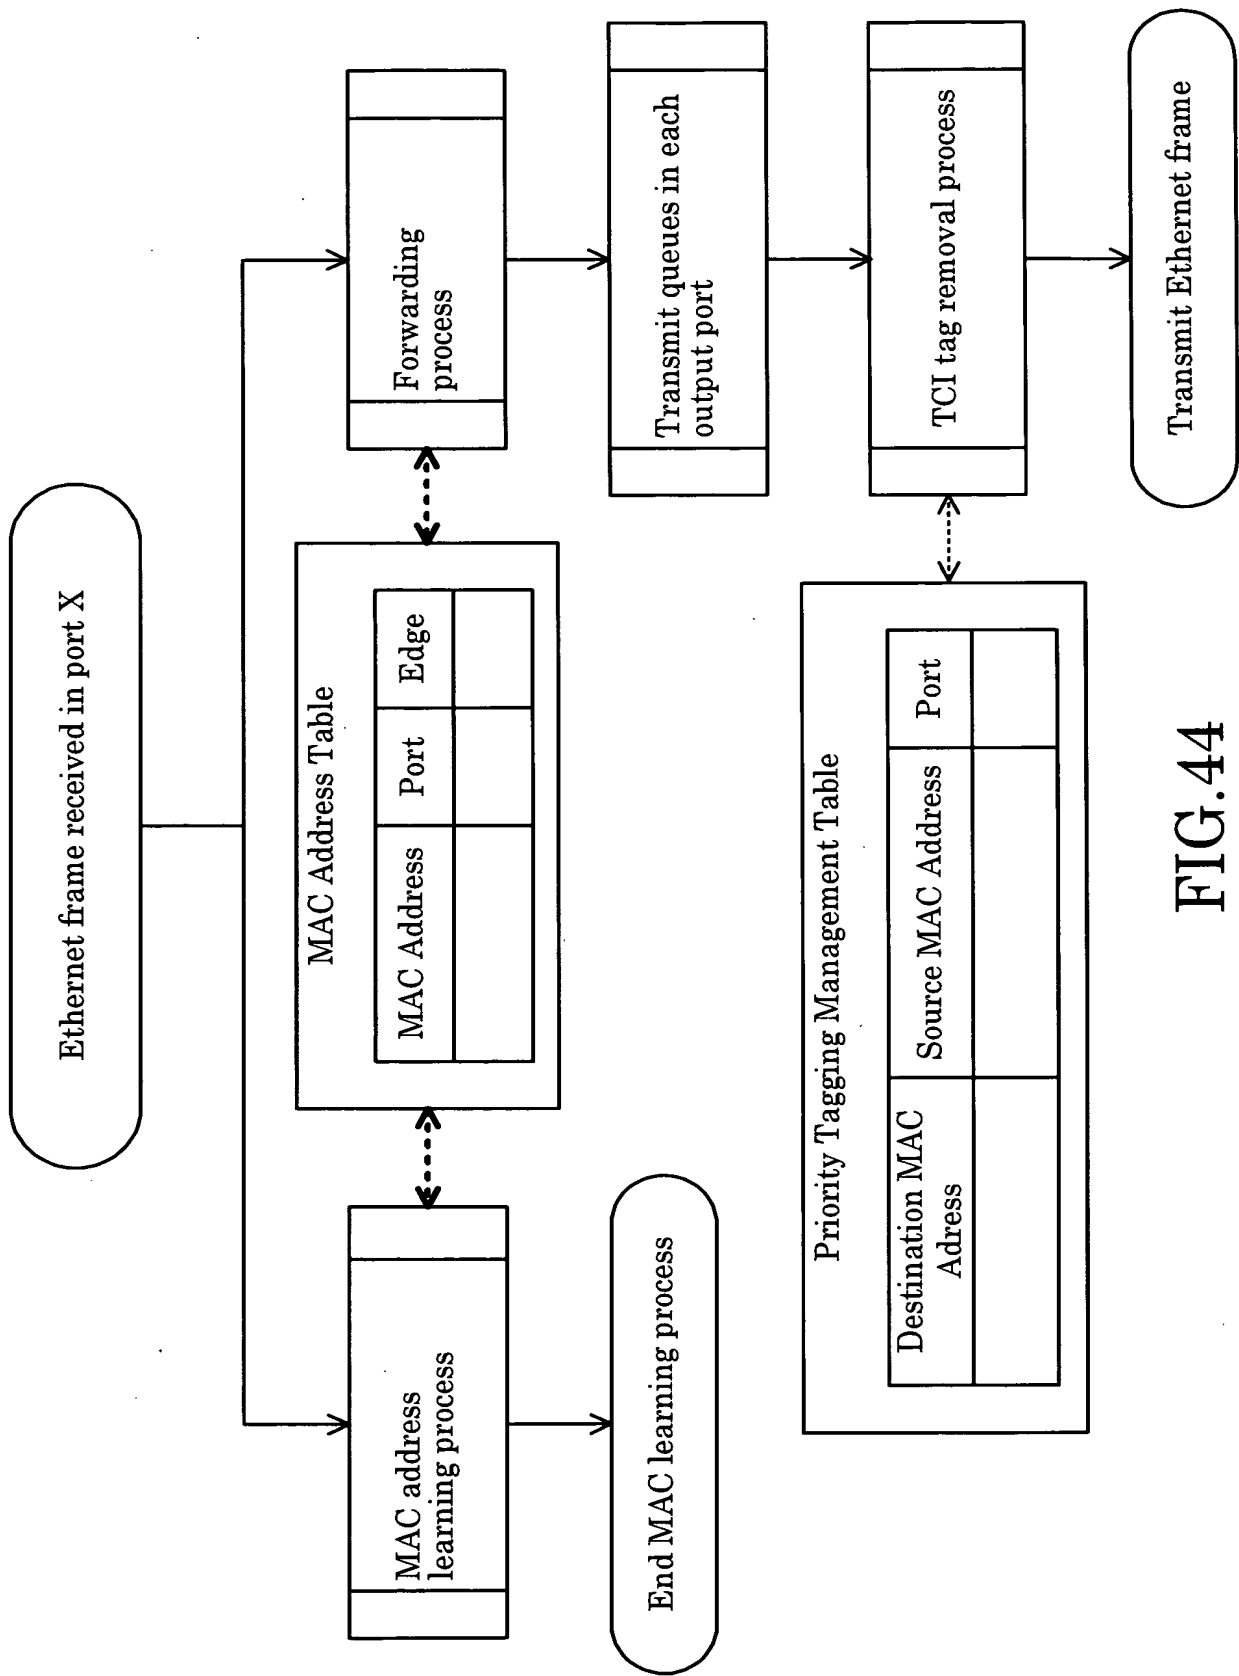 Ethernet frame received in port X
MAC address
learning process
MAC Address Table
MAC Address
Port
Edge
Forwarding
process
End MAC learning process
Transmit queues in each
output port
Priority Tagging Management Table
Destination MAC
Adress
Source MAC Address
Port
TCI tag removal process
Transmit Ethernet frame
FIG.44